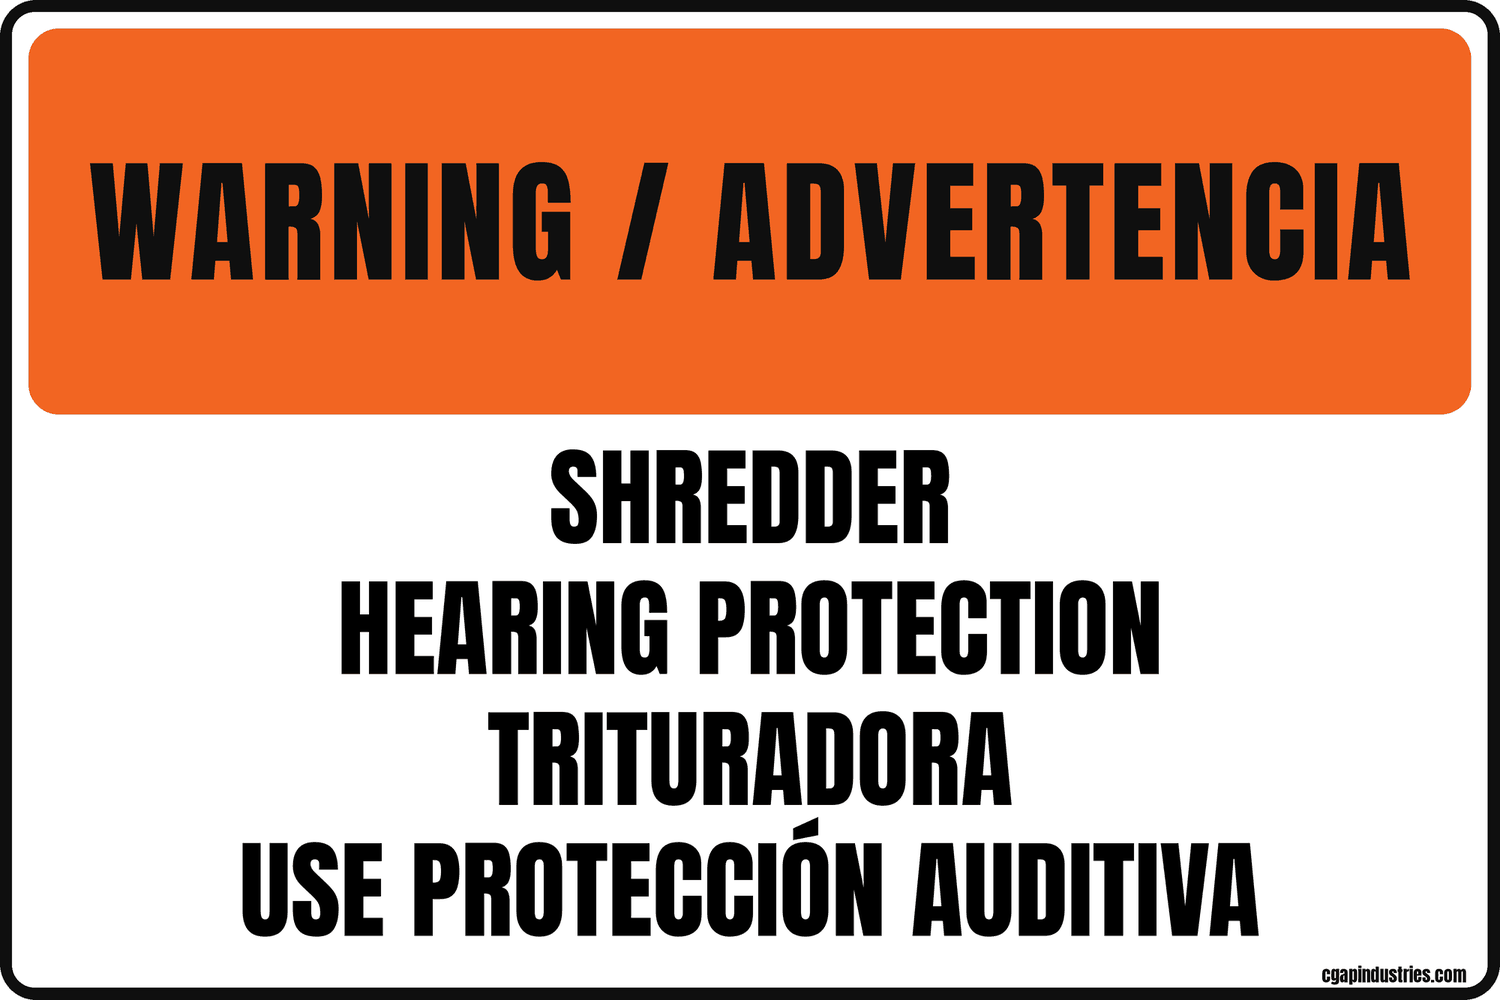 WARNING / ADVERTENCIA
SHREDDER
HEARING PROTECTION
TRITURADORA
USE PROTECCIÓN AUDITIVA
cgapindustries.com